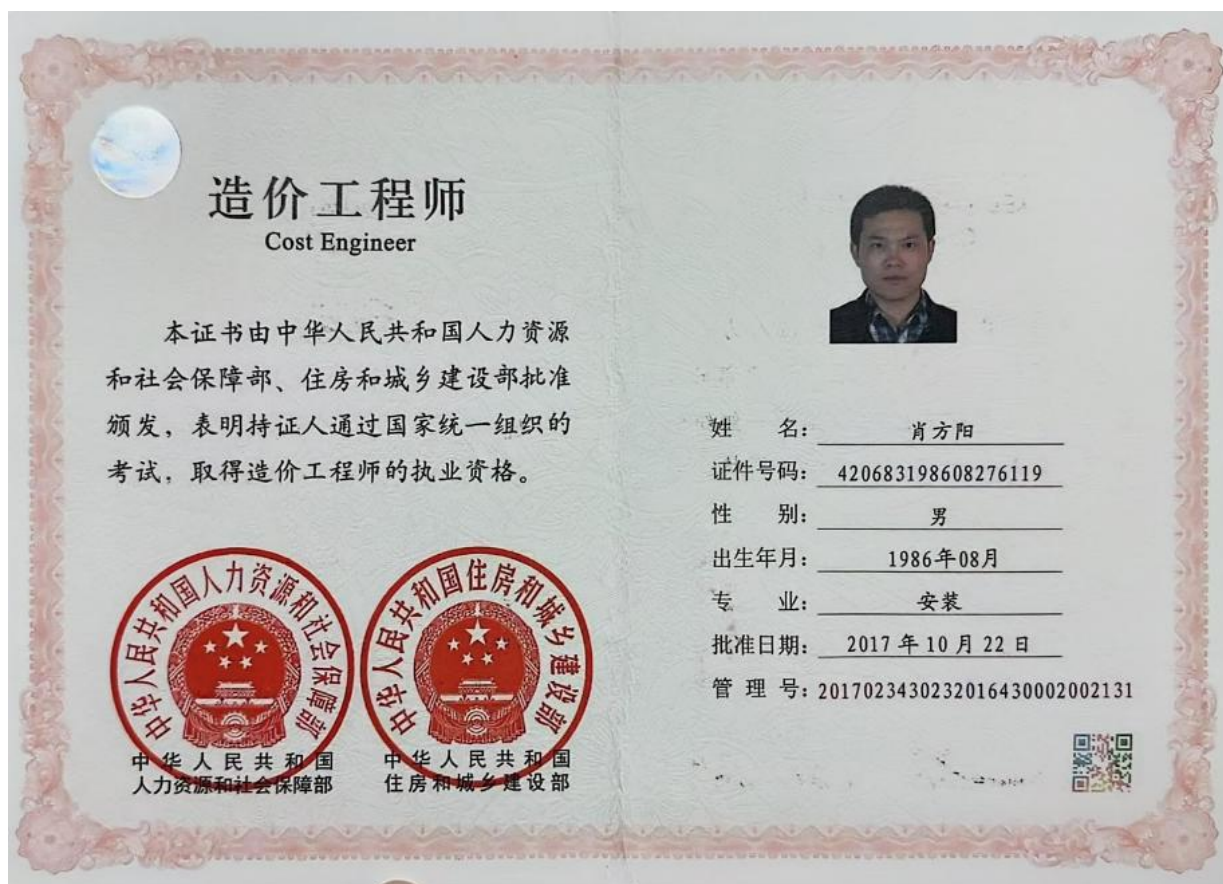 造价工程师
Cost Engineer
本证书由中华人民共和国人力资源
和社会保障部、住房和城乡建设部批准
颁发，表明持证人通过国家统一组织的
考试，取得造价工程师的执业资格。
中华人民共和国人力资源和社会保障部
中华人民共和国
人力资源和社会保障部
中华人民共和国住房和城乡建设部
中华人民共和国
住房和城乡建设部
姓 名： 肖方阳
证件号码： 420683198608276119
性 别： 男
出生年月： 1986年08月
专 业： 安装
批准日期： 2017 年 10 月 22 日
管 理 号： 2017023430232016430002002131